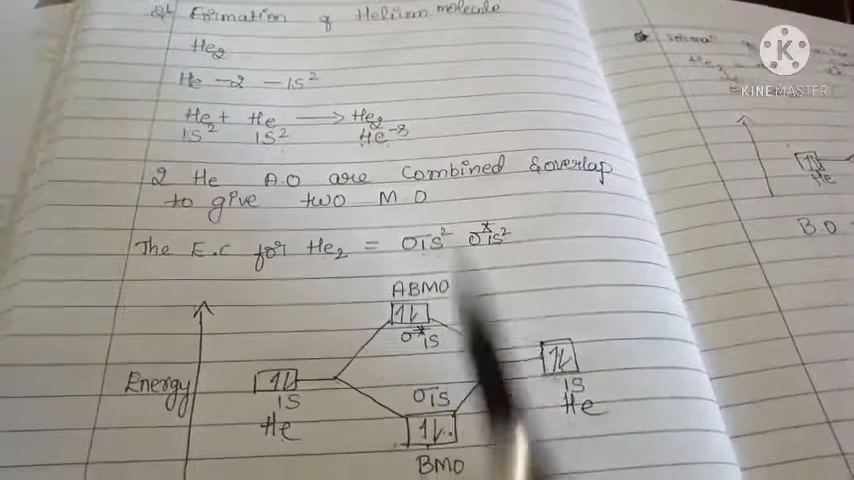 Formation of Helium molecule
He2
He - 2 - 1S²
He + He → He2
1S² 1S²
2 He A.O are combined & overlap
to give two M O
The E.C for He2 = σ1S² σ*1S²
ABMO
↑↓
σ*1S
Energy
↑↓
1S
He
σ1S
↑↓
BMO
↑↓
1S
He
K
KINEMASTER
↑↓
He
B.O